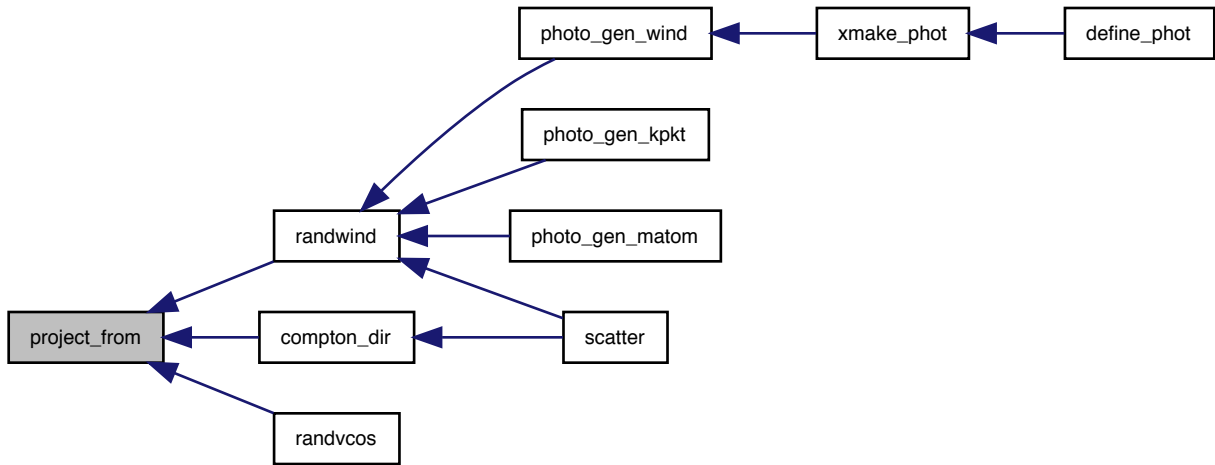 photo_gen_wind
xmake_phot
define_phot
photo_gen_kpkt
randwind
photo_gen_matom
project_from
compton_dir
scatter
randvcos